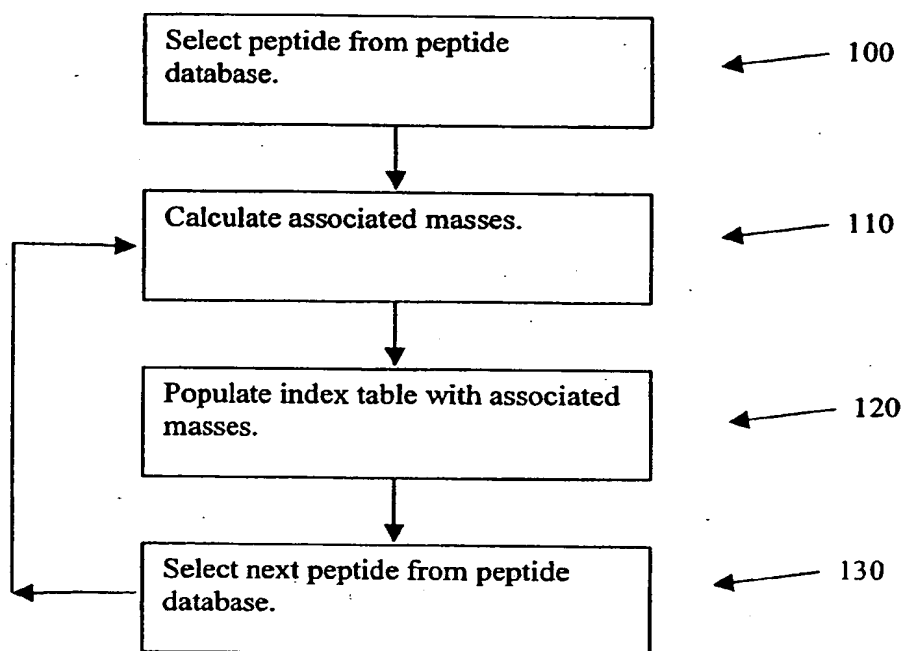 Select peptide from peptide
database.
100
Calculate associated masses.
110
Populate index table with associated
masses.
120
Select next peptide from peptide
database.
130